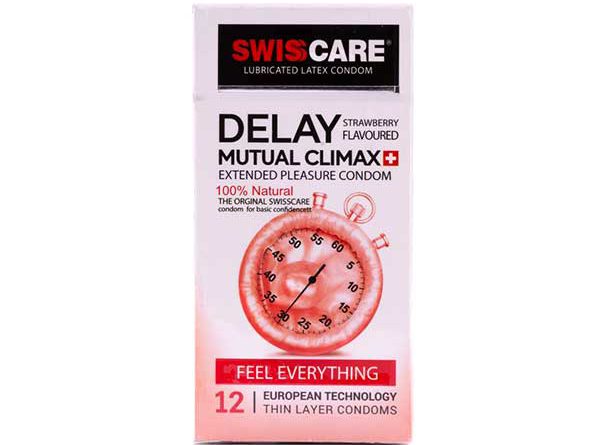 SWISSCARE®
LUBRICATED LATEX CONDOM
DELAY
STRAWBERRY
FLAVOURED
MUTUAL CLIMAX
EXTENDED PLEASURE CONDOM
100% Natural
THE ORGINAL SWISSCARE
condom for basic confidencett
60
5
10
15
20
25
30
35
40
45
50
55
FEEL EVERYTHING
12
EUROPEAN TECHNOLOGY
THIN LAYER CONDOMS